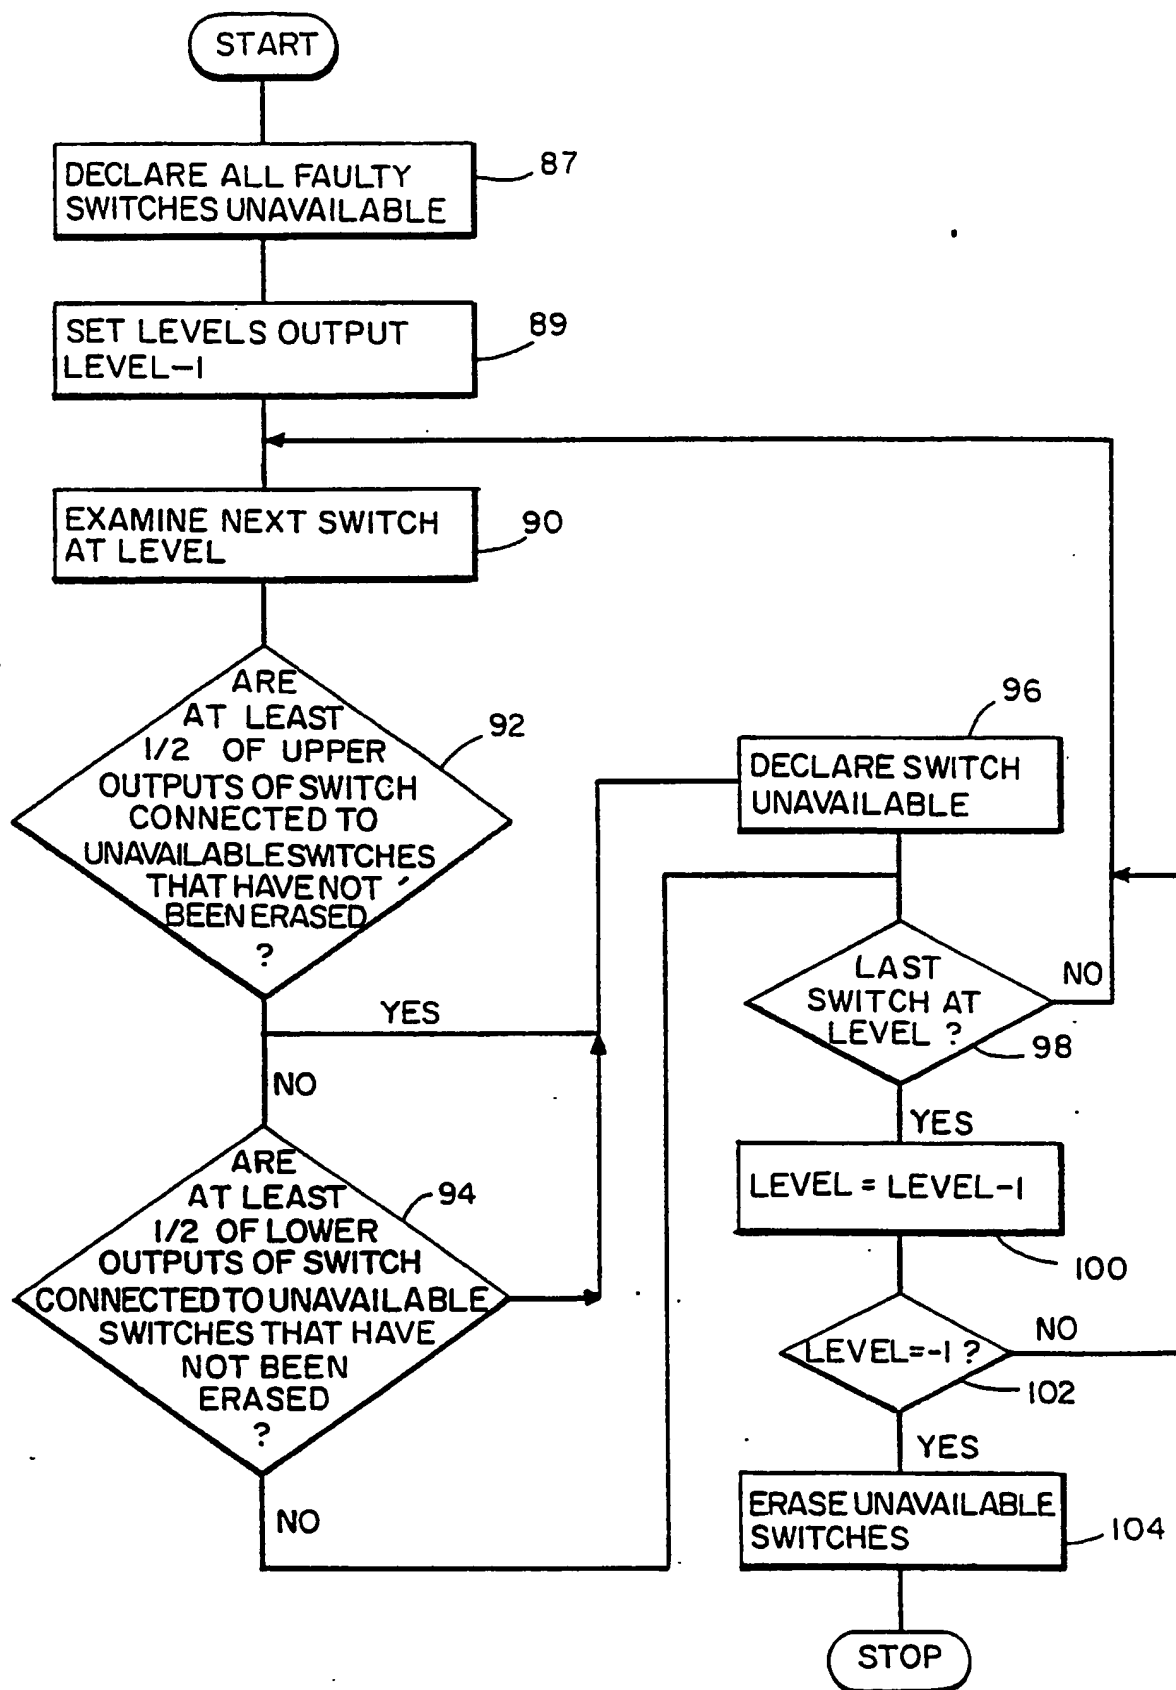 START
DECLARE ALL FAULTY
SWITCHES UNAVAILABLE
87
SET LEVELS OUTPUT
LEVEL-1
89
EXAMINE NEXT SWITCH
AT LEVEL
90
ARE
AT LEAST
1/2 OF UPPER
OUTPUTS OF SWITCH
CONNECTED TO
UNAVAILABLE SWITCHES
THAT HAVE NOT
BEEN ERASED
?
92
YES
NO
ARE
AT LEAST
1/2 OF LOWER
OUTPUTS OF SWITCH
CONNECTED TO UNAVAILABLE
SWITCHES THAT HAVE
NOT BEEN
ERASED
?
94
NO
96
DECLARE SWITCH
UNAVAILABLE
LAST
SWITCH AT
LEVEL ?
NO
98
YES
LEVEL = LEVEL-1
100
LEVEL=-1 ?
NO
102
YES
ERASE UNAVAILABLE
SWITCHES
104
STOP